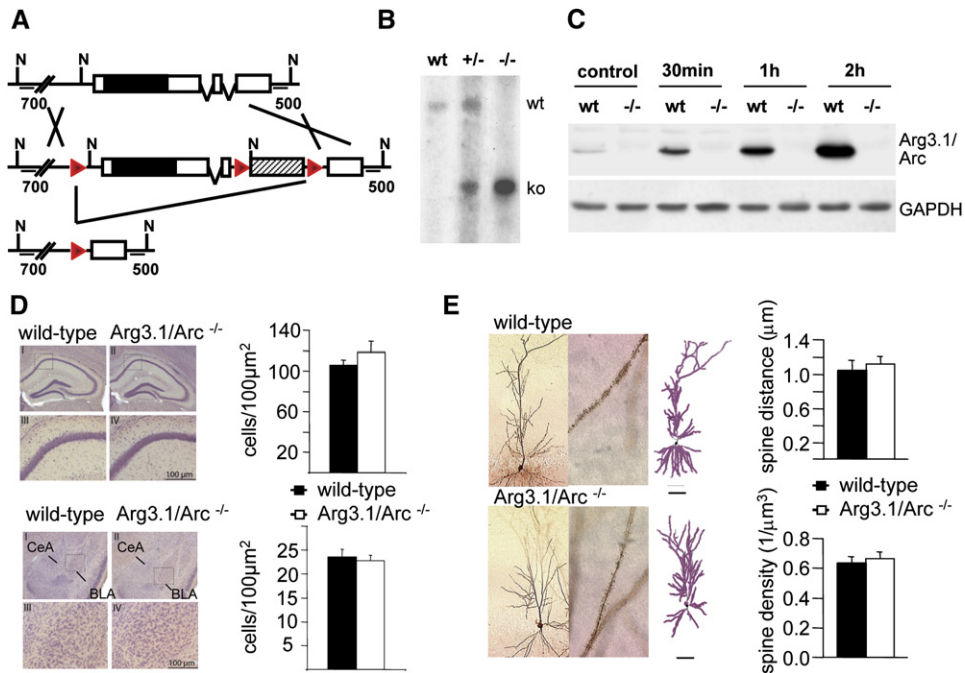 A
N N N
700 500
N N
700 500
N N
700 500
B
wt +/- -/-
wt
ko
C
control 30min 1h 2h
wt -/- wt -/- wt -/- wt -/-
Arg3.1/
Arc
GAPDH
D
wild-type Arg3.1/Arc -/-
I II
III IV
100 µm
cells/100µm²
140
100
60
20
wild-type
Arg3.1/Arc -/-
wild-type Arg3.1/Arc -/-
I II
CeA CeA
BLA BLA
III IV
100 µm
cells/100µm²
25
20
15
10
5
E
wild-type
Arg3.1/Arc -/-
spine distance (µm)
1.4
1.0
0.6
0.2
wild-type
Arg3.1/Arc -/-
spine density (1/µm³)
0.8
0.6
0.4
0.2
0.0